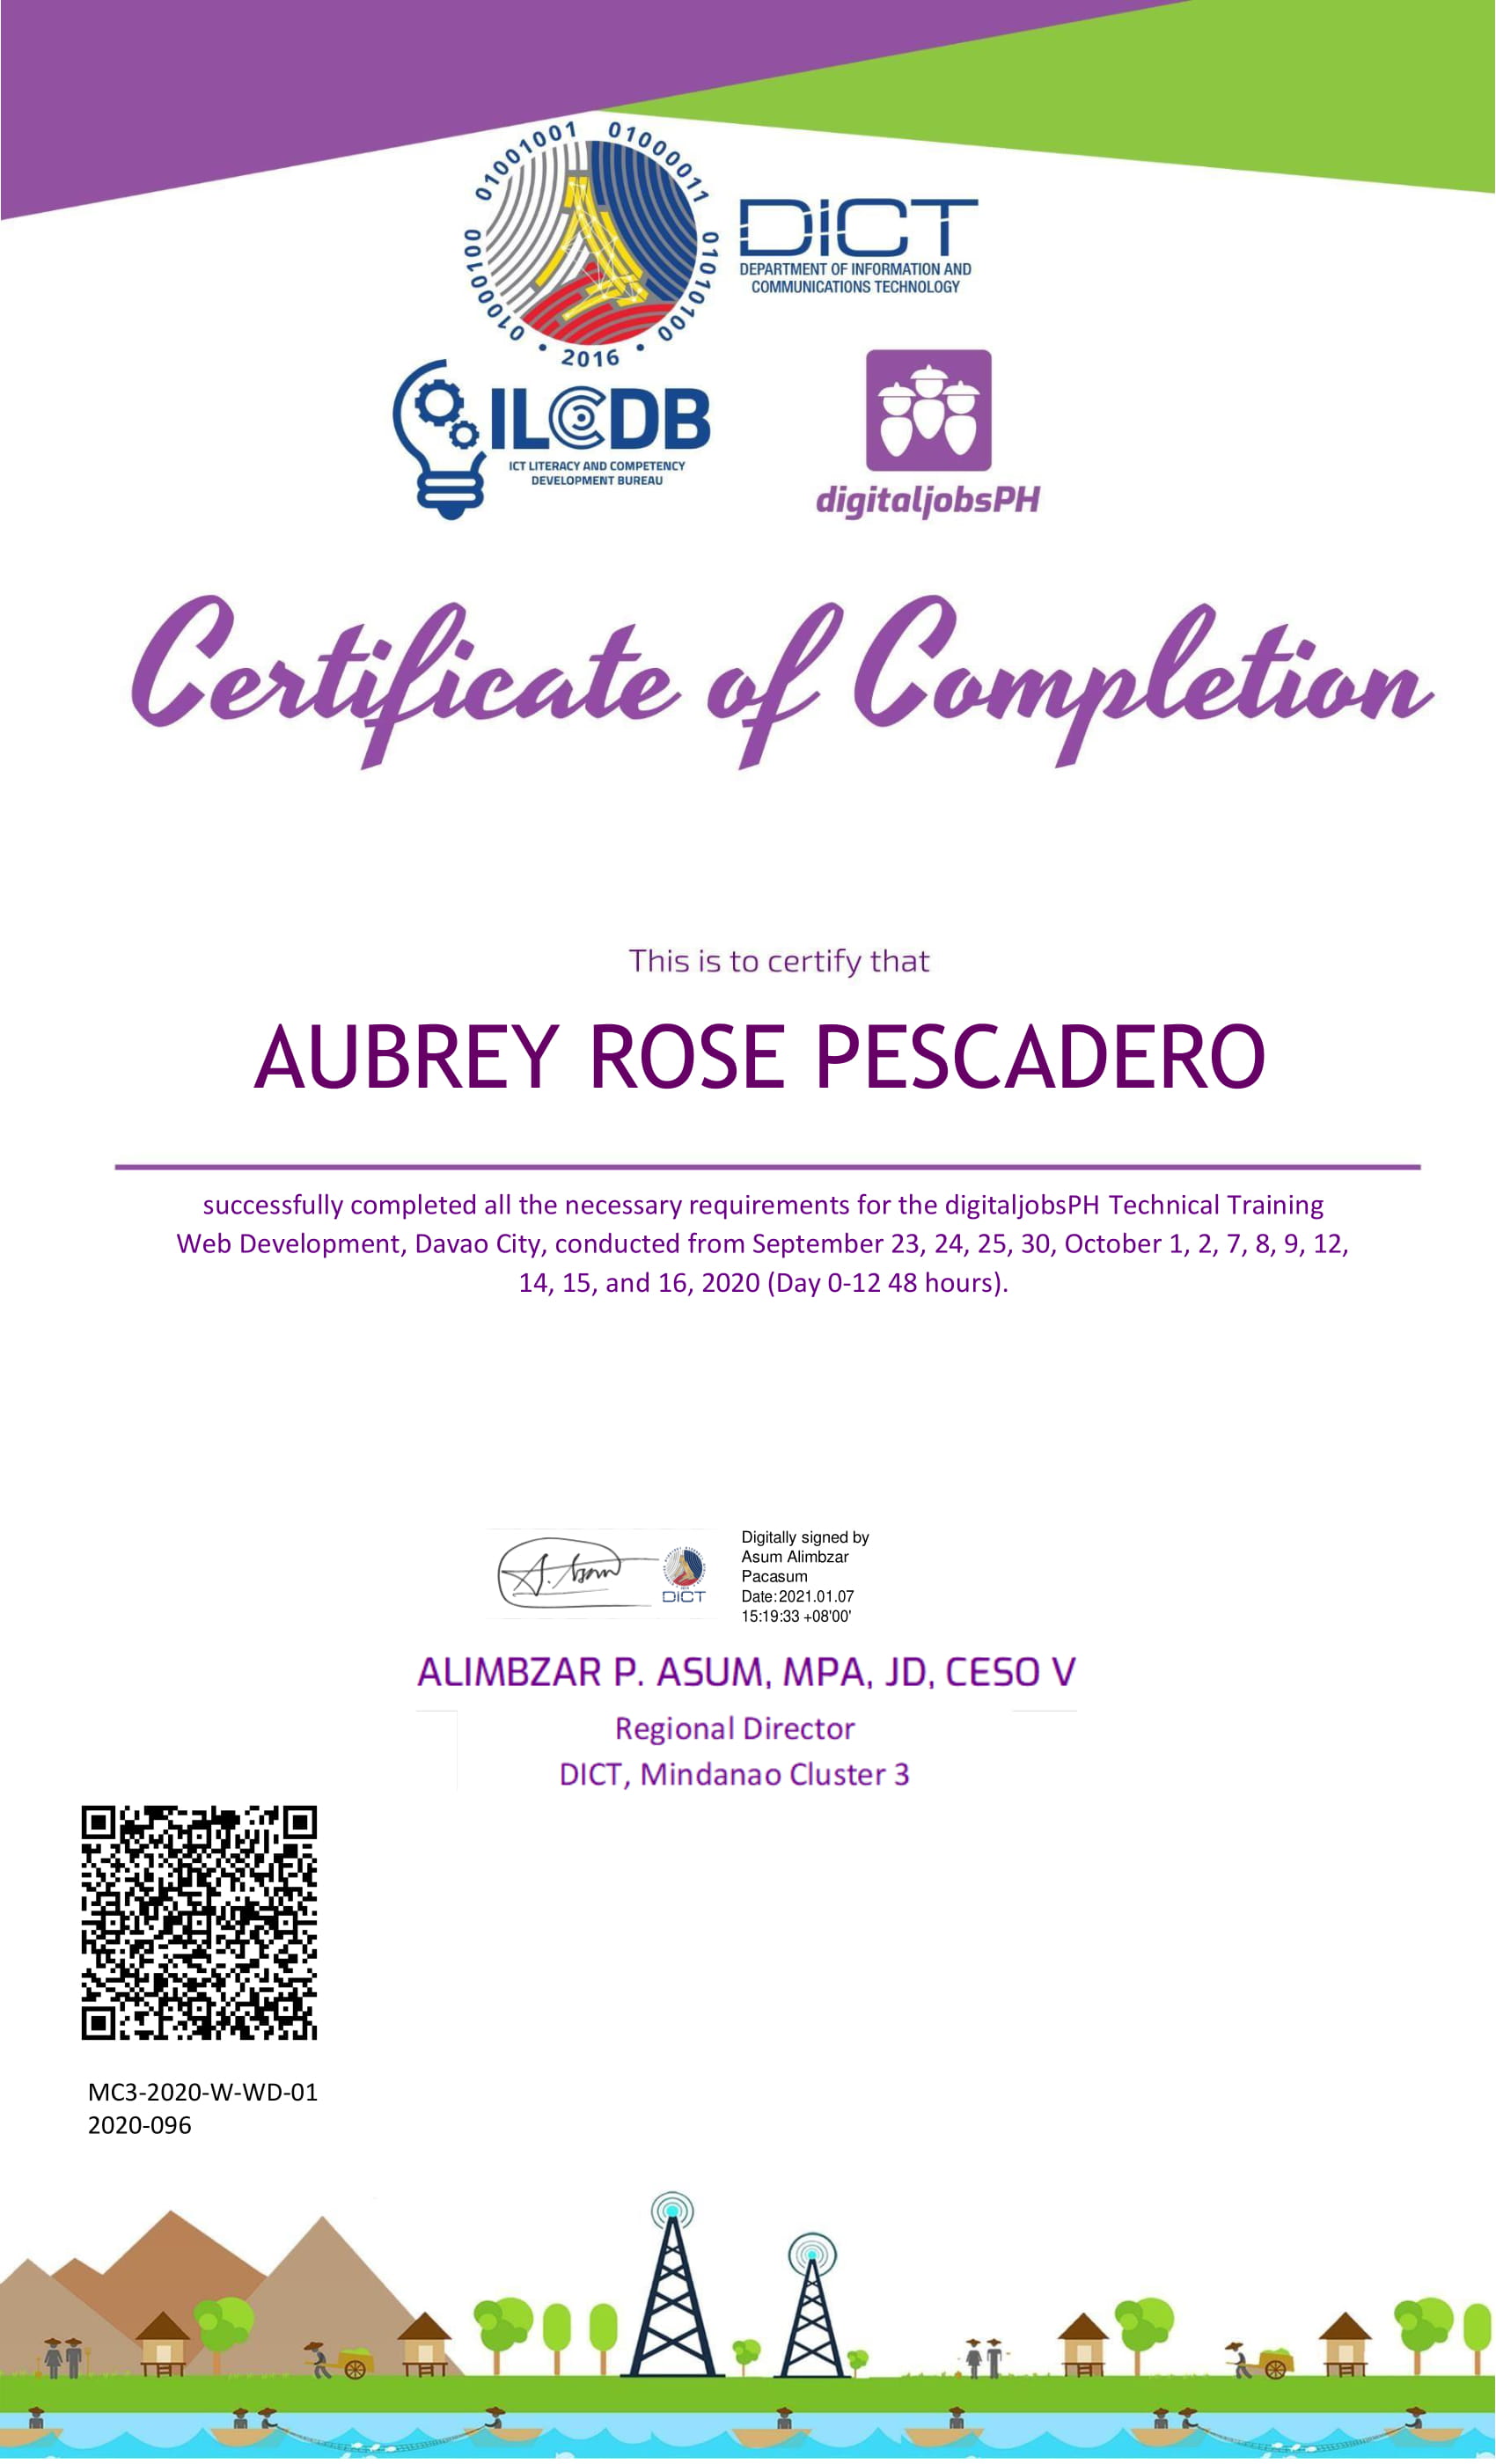 01001001 01000011 01010100 01000100
2016
DICT
DEPARTMENT OF INFORMATION AND
COMMUNICATIONS TECHNOLOGY
ILCDB
ICT LITERACY AND COMPETENCY
DEVELOPMENT BUREAU
digitaljobsPH
Certificate of Completion
This is to certify that
AUBREY ROSE PESCADERO
successfully completed all the necessary requirements for the digitaljobsPH Technical Training
Web Development, Davao City, conducted from September 23, 24, 25, 30, October 1, 2, 7, 8, 9, 12,
14, 15, and 16, 2020 (Day 0-12 48 hours).
A. Asum
DICT
Digitally signed by
Asum Alimbzar
Pacasum
Date:2021.01.07
15:19:33 +08'00'
ALIMBZAR P. ASUM, MPA, JD, CESO V
Regional Director
DICT, Mindanao Cluster 3
MC3-2020-W-WD-01
2020-096